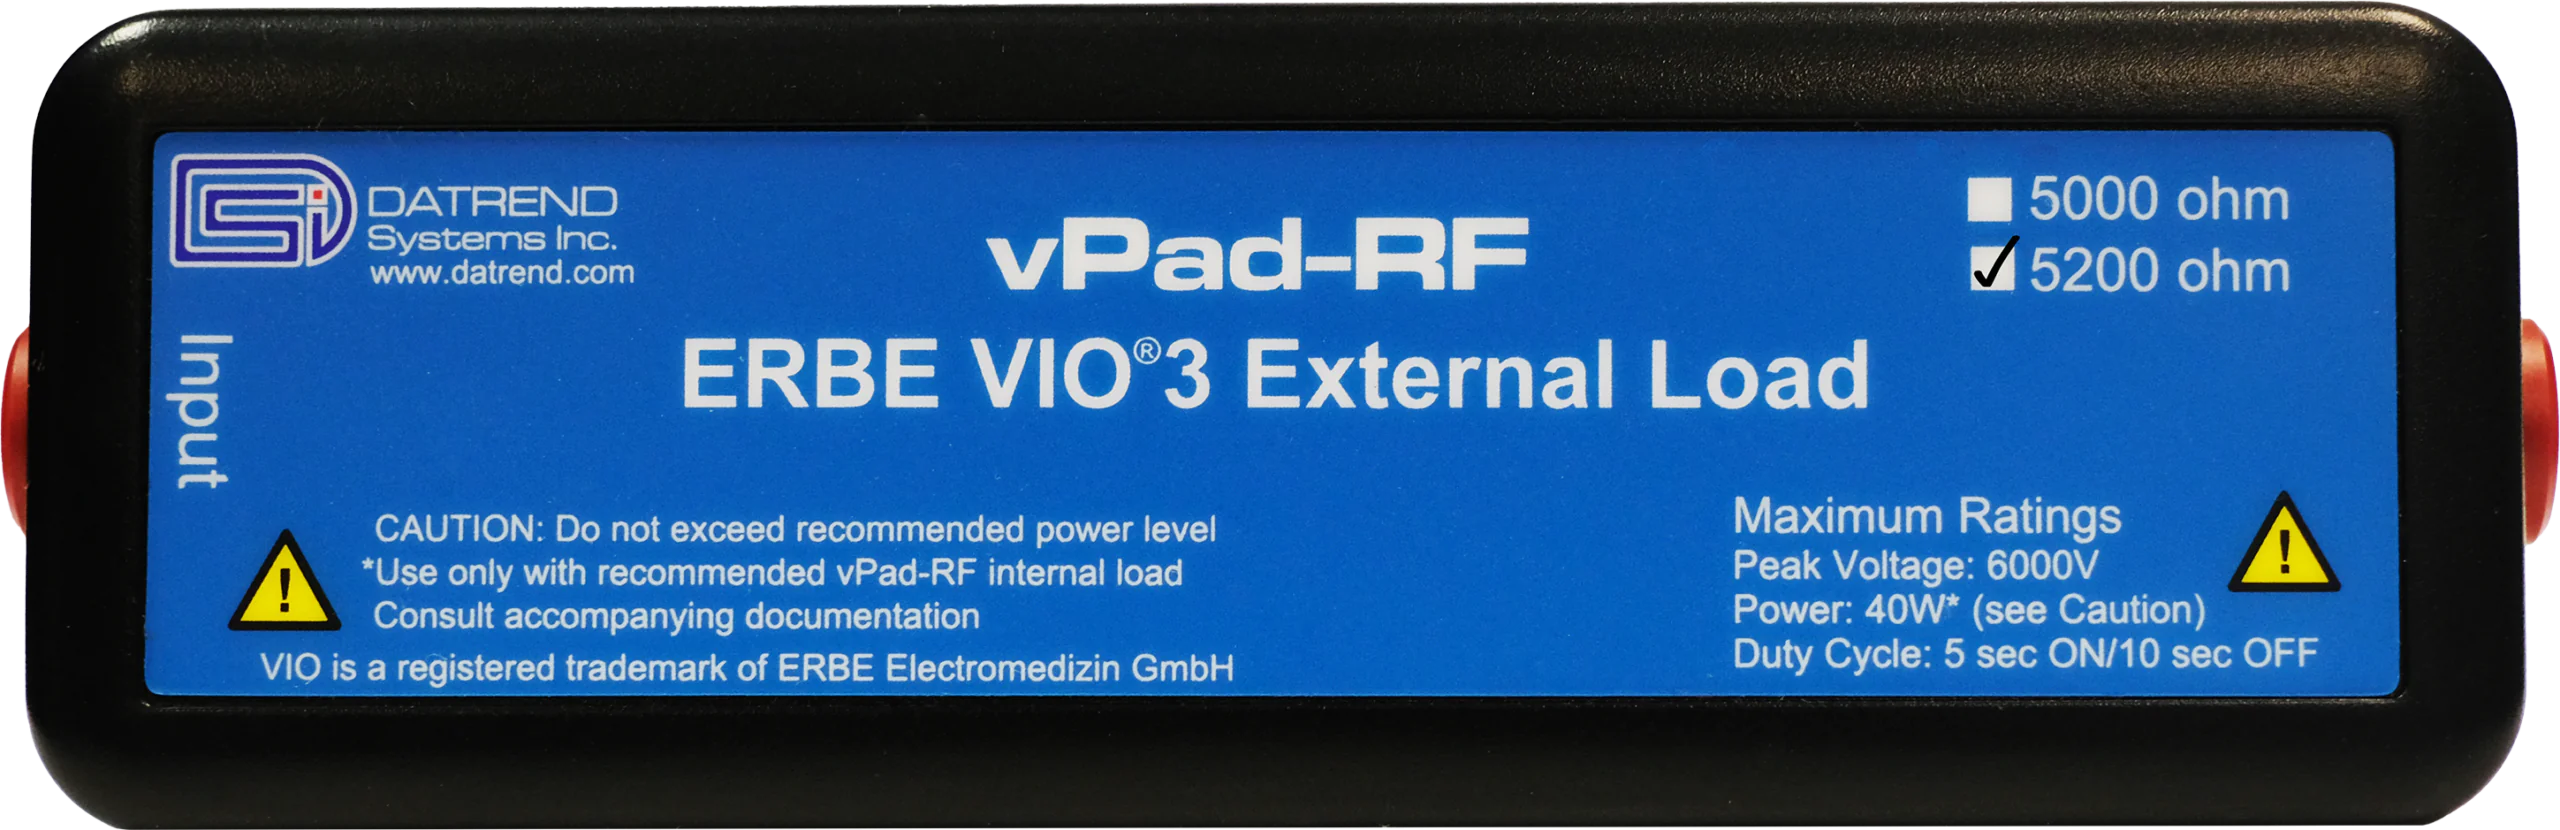 DATREND
Systems Inc.
www.datrend.com
Input
vPad-RF
ERBE VIO®3 External Load
5000 ohm
✓ 5200 ohm
! CAUTION: Do not exceed recommended power level
*Use only with recommended vPad-RF internal load
Consult accompanying documentation
VIO is a registered trademark of ERBE Electromedizin GmbH
Maximum Ratings !
Peak Voltage: 6000V
Power: 40W* (see Caution)
Duty Cycle: 5 sec ON/10 sec OFF